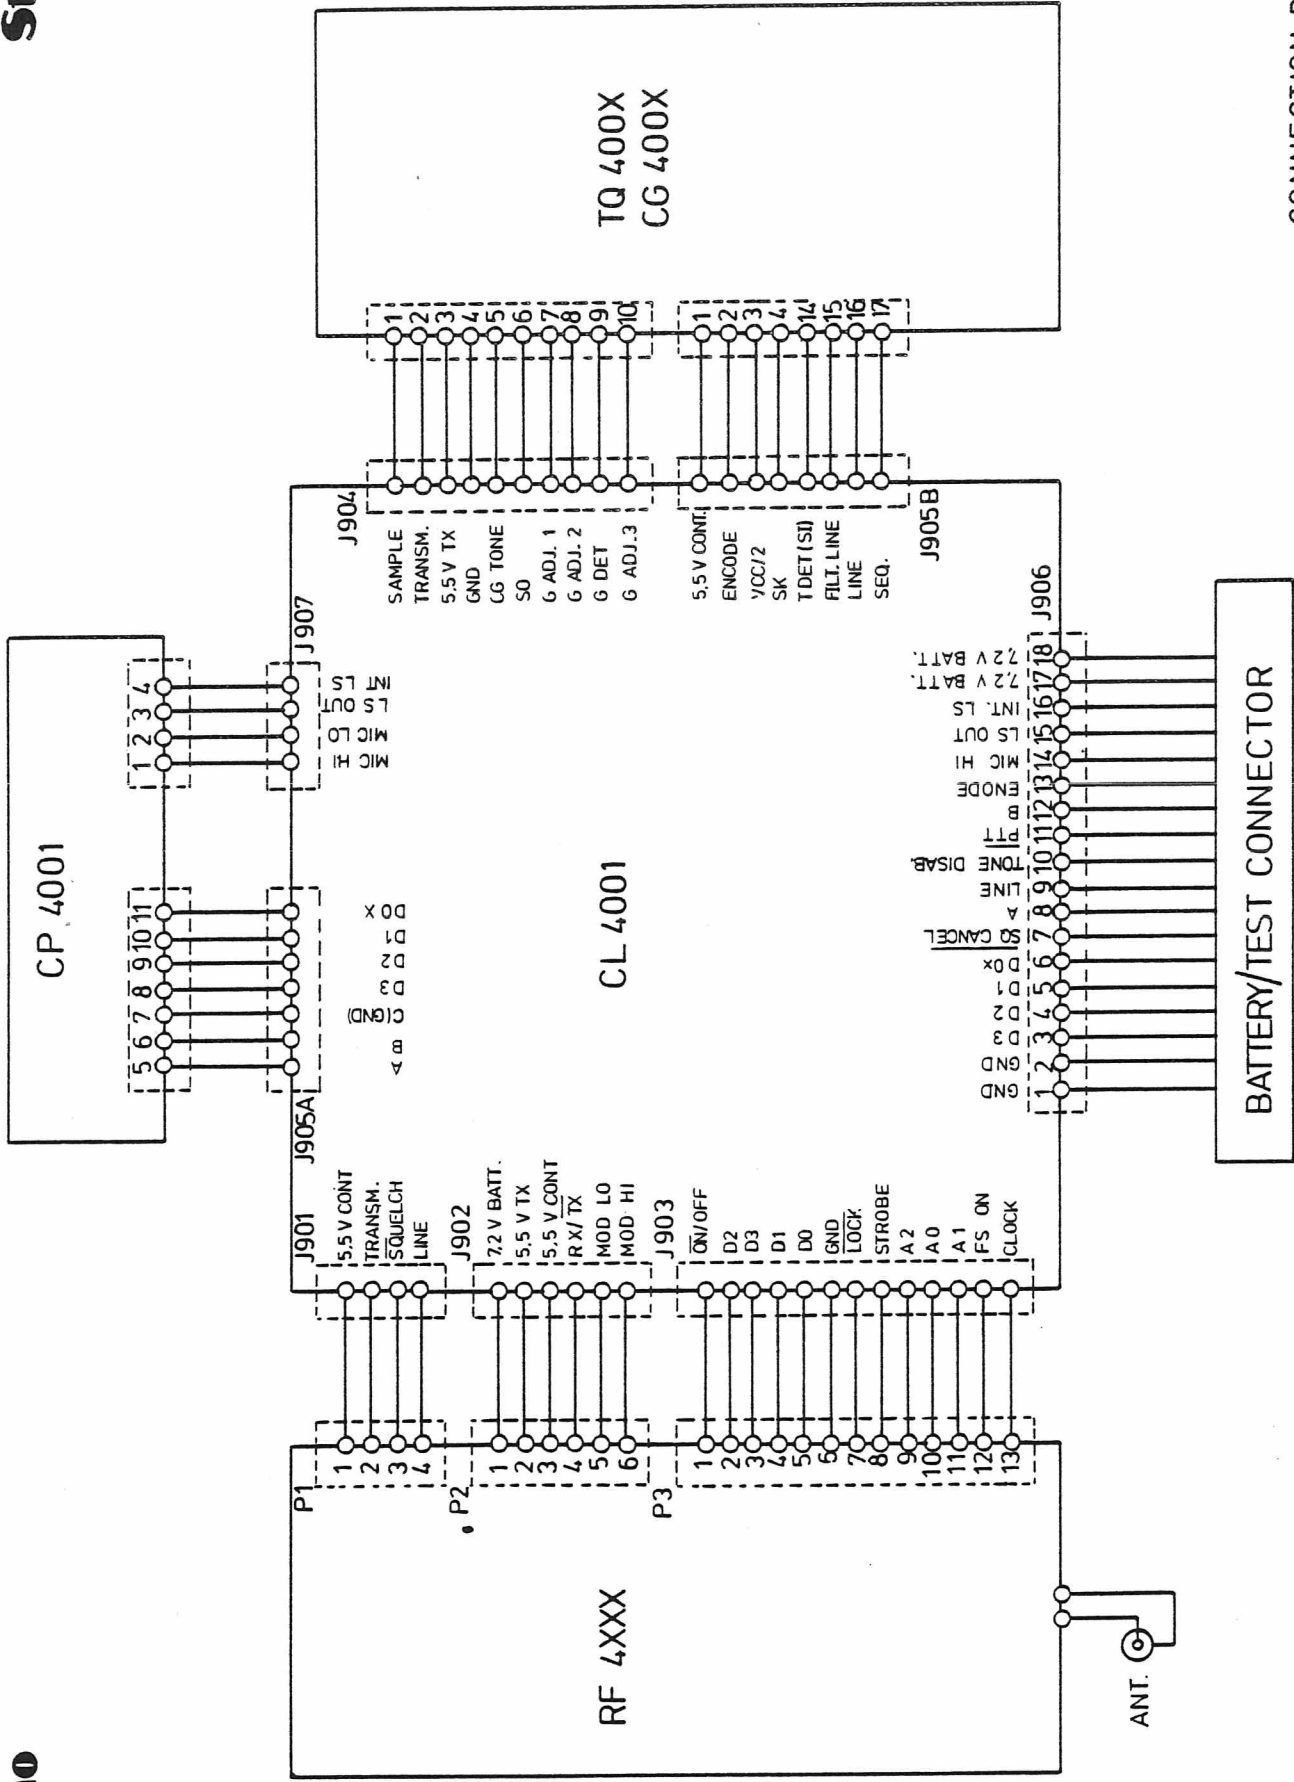 CP 4001
5 6 7 8 9 10 11
1 2 3 4
J905A
A
B
C(GND)
D3
D2
D1
D0X
J907
MIC HI
MIC LO
LS OUT
INT LS
RF 4XXX
ANT.
P1
1
2
3
4
P2
1
2
3
4
5
6
P3
1
2
3
4
5
6
7
8
9
10
11
12
13
J901
5.5 V CONT
TRANSM.
SQUELCH
LINE
J902
7.2 V BATT.
5,5 V TX
5,5 V CONT
RX/TX
MOD LO
MOD HI
J903
ON/OFF
D2
D3
D1
D0
GND
LOCK
STROBE
A2
A0
A1
FS ON
CLOCK
CL 4001
J904
SAMPLE
TRANSM.
5.5 V TX
GND
CG TONE
SO
G ADJ. 1
G ADJ. 2
G DET
G ADJ.3
5,5 V CONT.
ENCODE
VCC/2
SK
TDET(SI)
FILT. LINE
LINE
SEQ.
J905B
1
2
3
4
5
6
7
8
9
10
1
2
3
4
14
15
16
17
TQ 400X
CG 400X
GND
GND
D3
D2
D1
D0X
SQ CANCEL
A
LINE
TONE DISAB.
PTT
B
ENODE
MIC HI
LS OUT
INT. LS
7,2 V BATT.
7,2 V BATT.
J906
1 2 3 4 5 6 7 8 9 10 11 12 13 14 15 16 17 18
BATTERY/TEST CONNECTOR
CONNECTION